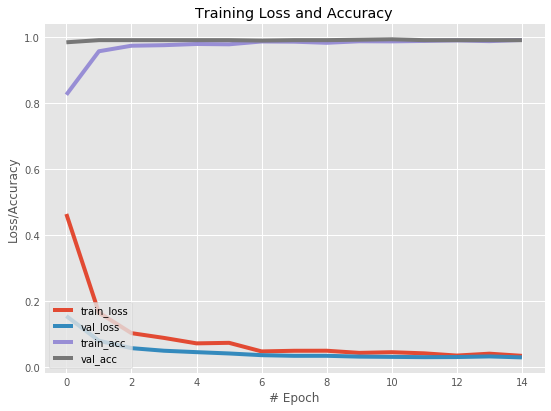 Training Loss and Accuracy
1.0
0.8
0.6
0.4
0.2
0.0
Loss/Accuracy
train_loss
val_loss
train_acc
val_acc
0 2 4 6 8 10 12 14
# Epoch